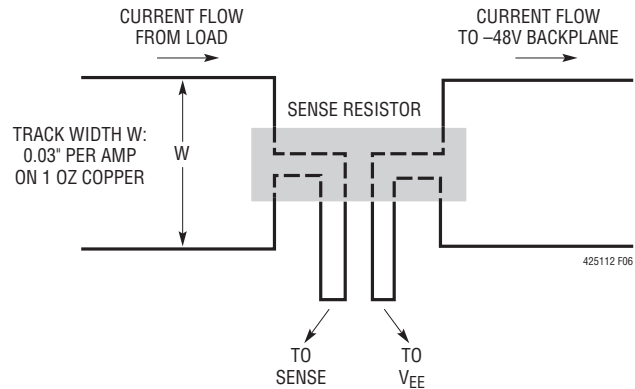 CURRENT FLOW
FROM LOAD
CURRENT FLOW
TO –48V BACKPLANE
SENSE RESISTOR
TRACK WIDTH W:
0.03" PER AMP
ON 1 OZ COPPER
W
425112 F06
TO
SENSE
TO
VEE